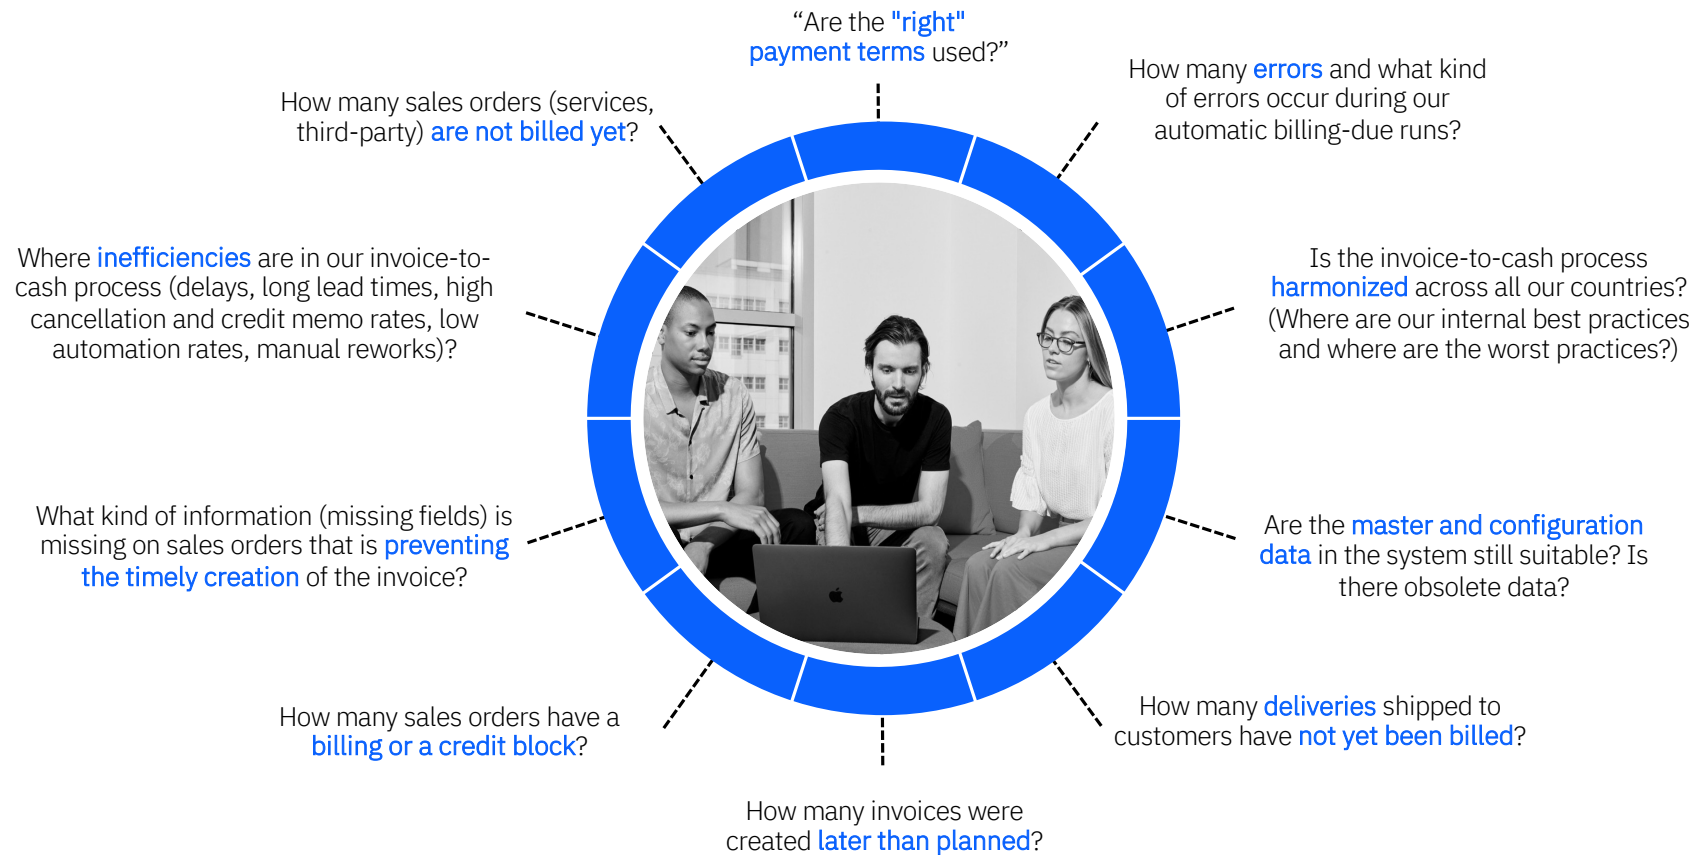 “Are the "right"
payment terms used?”
How many errors and what kind
of errors occur during our
automatic billing-due runs?
Is the invoice-to-cash process
harmonized across all our countries?
(Where are our internal best practices
and where are the worst practices?)
Are the master and configuration
data in the system still suitable? Is
there obsolete data?
How many deliveries shipped to
customers have not yet been billed?
How many invoices were
created later than planned?
How many sales orders have a
billing or a credit block?
What kind of information (missing fields) is
missing on sales orders that is preventing
the timely creation of the invoice?
Where inefficiencies are in our invoice-to-
cash process (delays, long lead times, high
cancellation and credit memo rates, low
automation rates, manual reworks)?
How many sales orders (services,
third-party) are not billed yet?